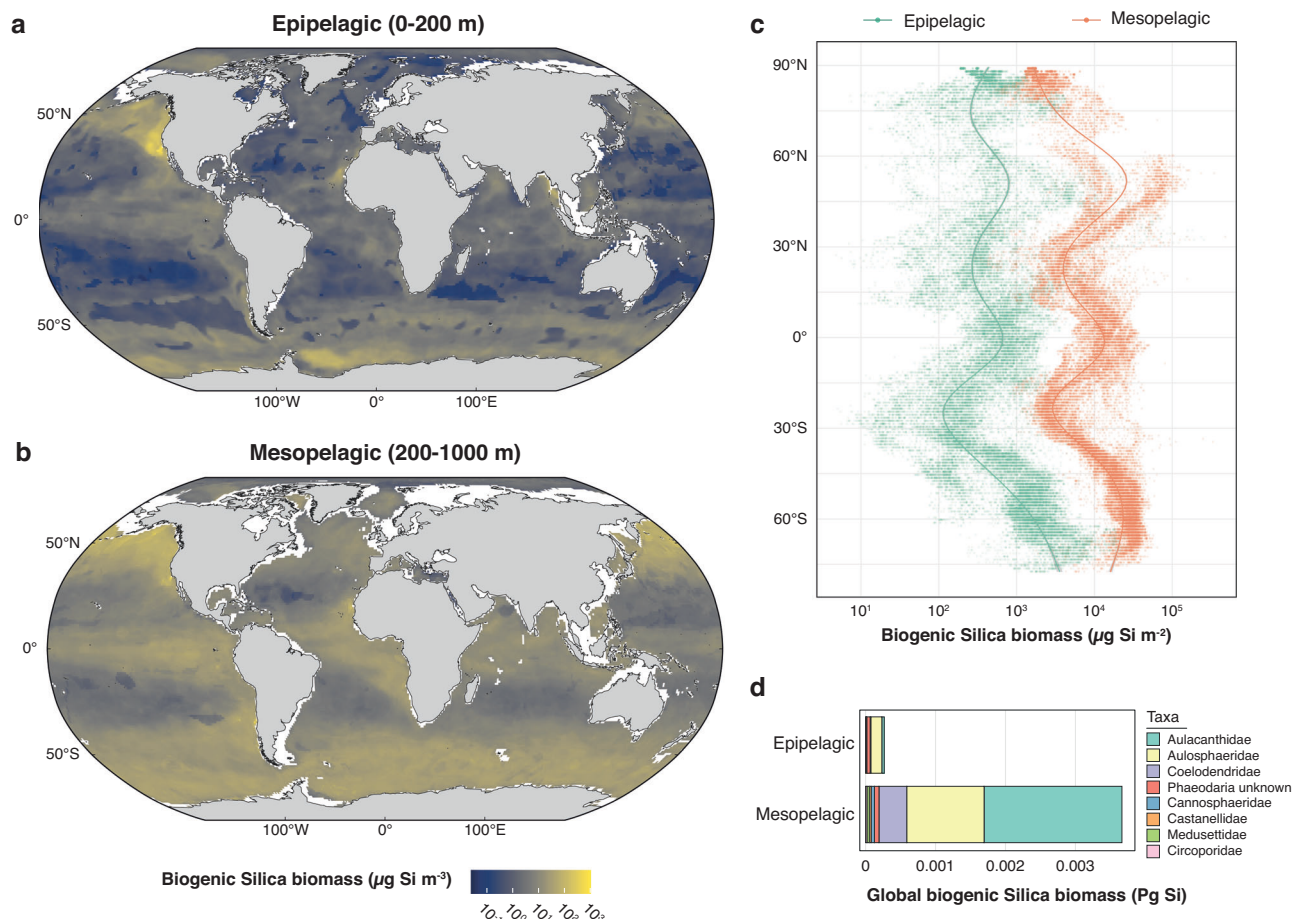 a
Epipelagic (0-200 m)
50°N
0°
50°S
100°W 0° 100°E
b
Mesopelagic (200-1000 m)
50°N
0°
50°S
100°W 0° 100°E
Biogenic Silica biomass (µg Si m⁻³)
c
Epipelagic Mesopelagic
90°N
60°N
30°N
0°
30°S
60°S
10¹ 10² 10³ 10⁴ 10⁵
Biogenic Silica biomass (µg Si m⁻²)
d
Epipelagic
Mesopelagic
0 0.001 0.002 0.003
Global biogenic Silica biomass (Pg Si)
Taxa
Aulacanthidae
Aulosphaeridae
Coelodendridae
Phaeodaria unknown
Cannosphaeridae
Castanellidae
Medusettidae
Circoporidae